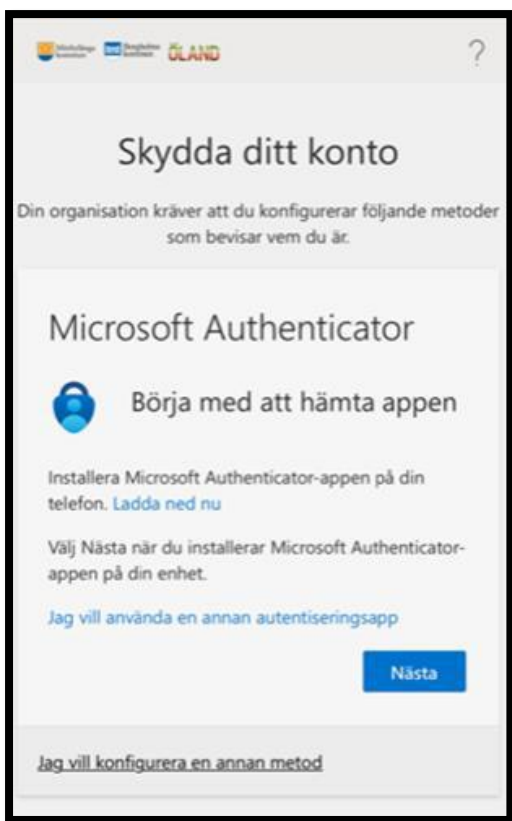 ÖLAND
?
Skydda ditt konto
Din organisation kräver att du konfigurerar följande metoder
som bevisar vem du är.
Microsoft Authenticator
Börja med att hämta appen
Installera Microsoft Authenticator-appen på din
telefon. Ladda ned nu
Välj Nästa när du installerar Microsoft Authenticator-
appen på din enhet.
Jag vill använda en annan autentiseringsapp
Nästa
Jag vill konfigurera en annan metod